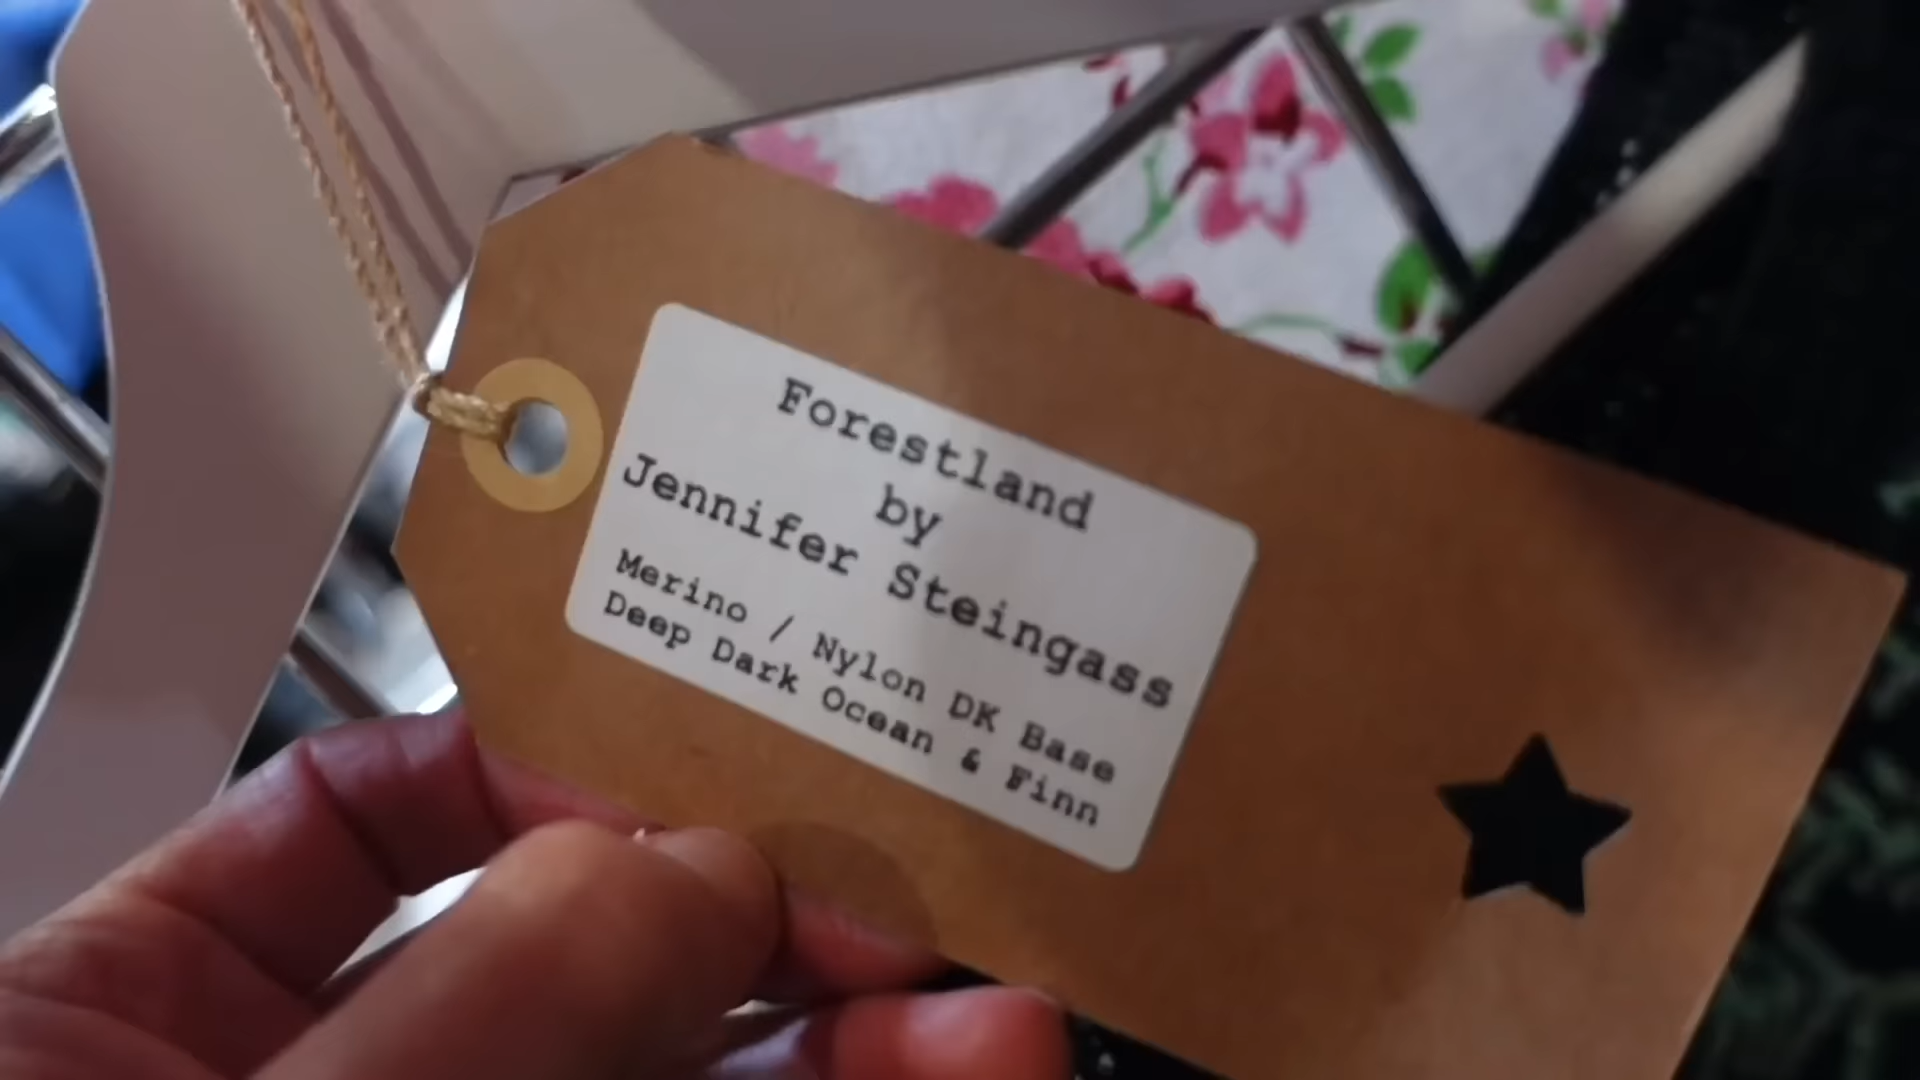 Forestland
by
Jennifer Steingass
Merino / Nylon DK Base
Deep Dark Ocean & Finn